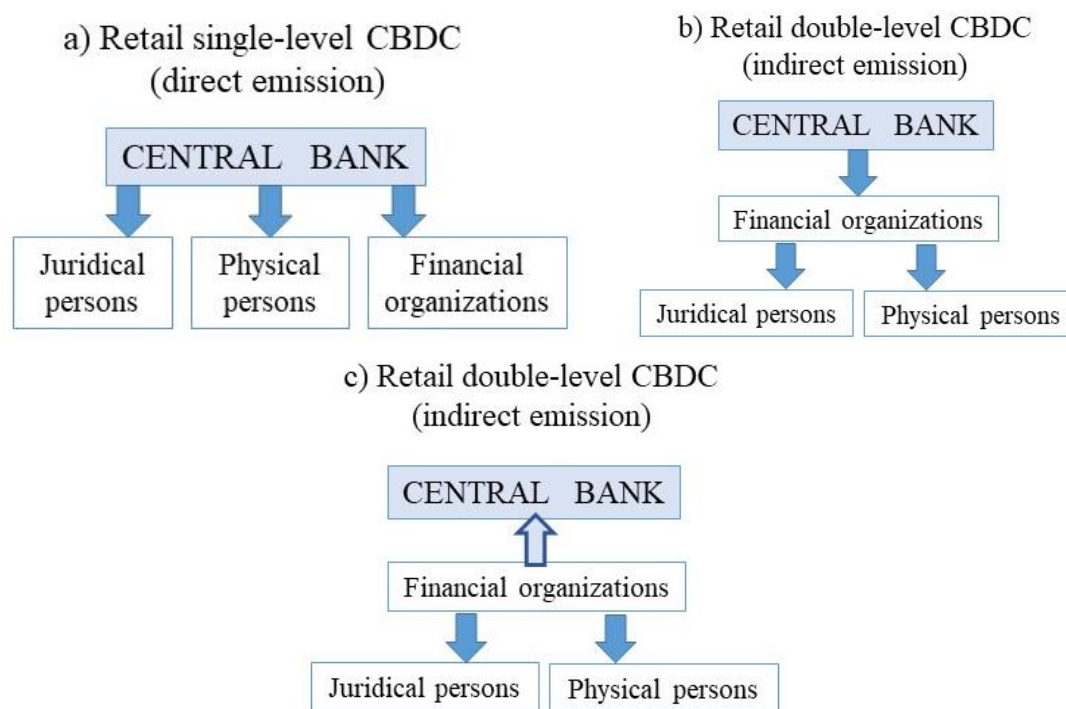 a) Retail single-level CBDC
(direct emission)
CENTRAL BANK
Juridical
persons
Physical
persons
Financial
organizations
b) Retail double-level CBDC
(indirect emission)
CENTRAL BANK
Financial organizations
Juridical persons
Physical persons
c) Retail double-level CBDC
(indirect emission)
CENTRAL BANK
Financial organizations
Juridical persons
Physical persons